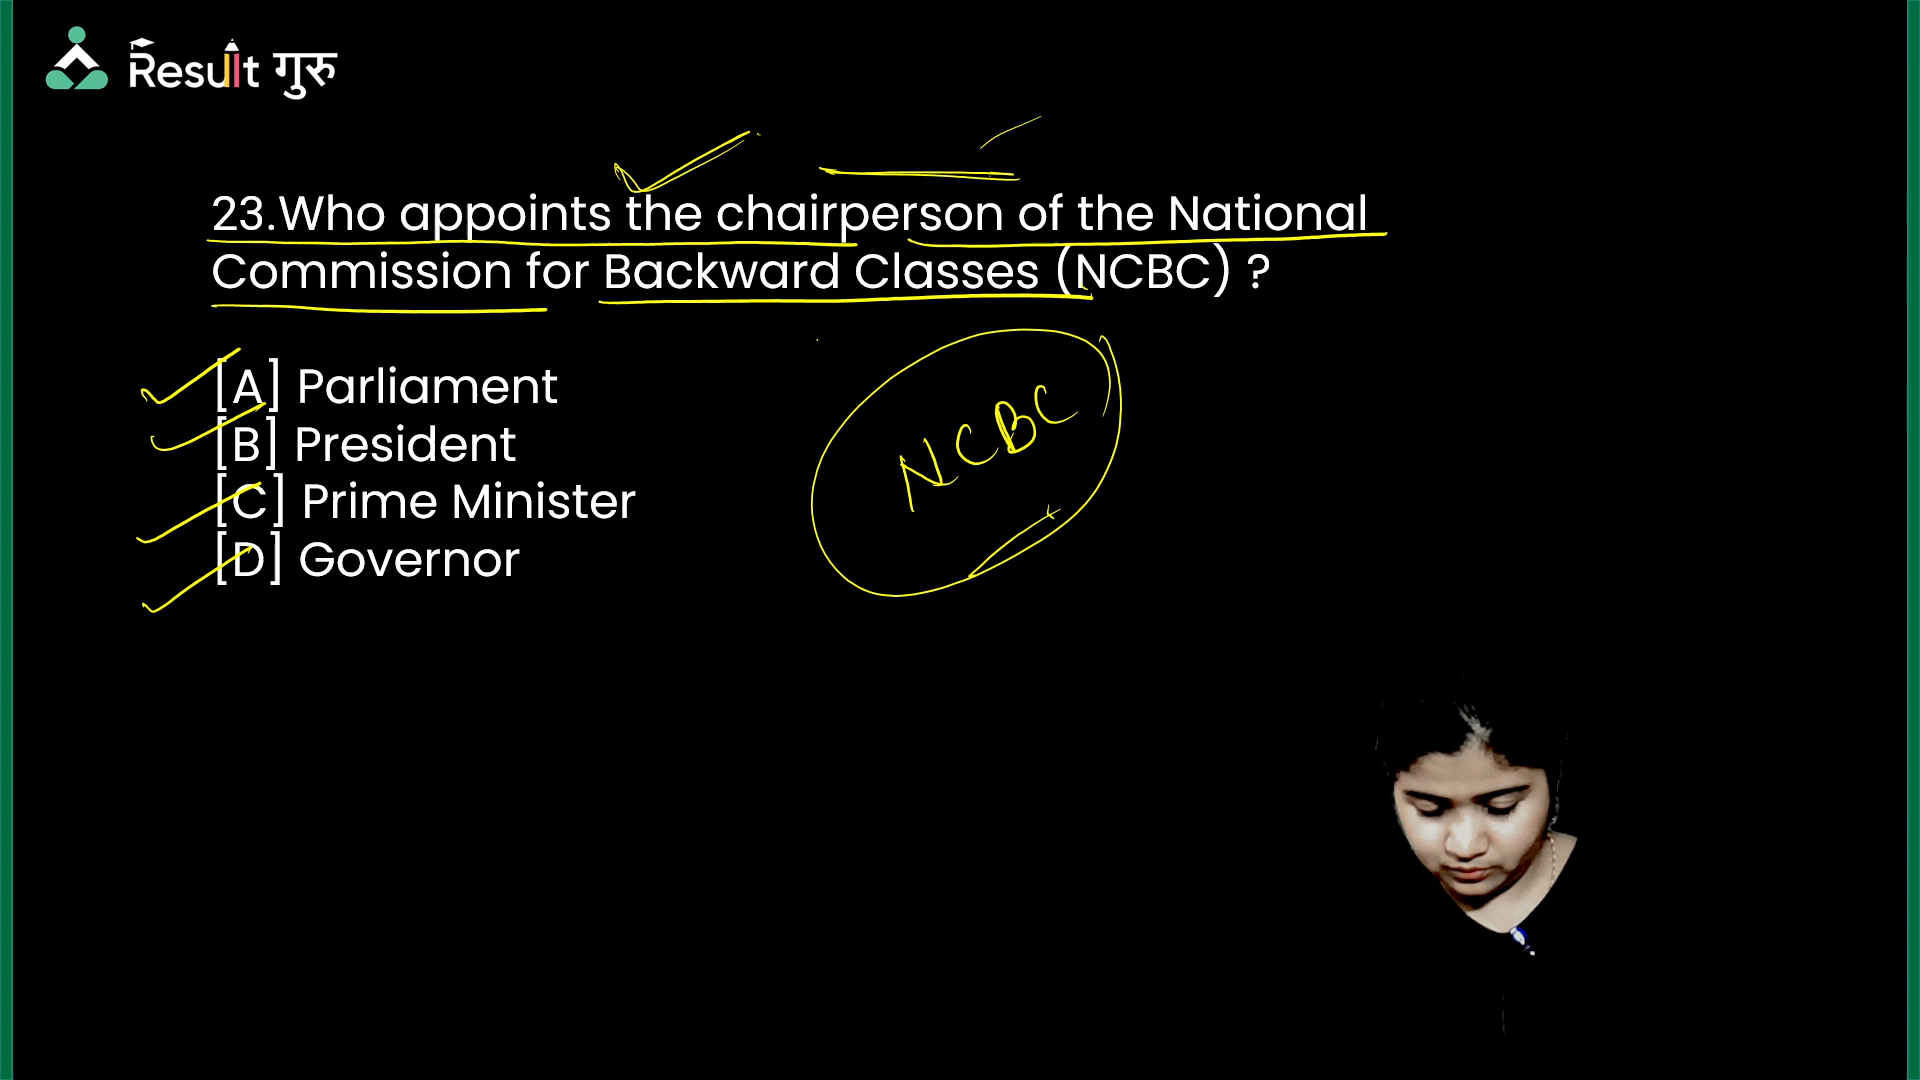 Result गुरु
23.Who appoints the chairperson of the National
Commission for Backward Classes (NCBC) ?
[A] Parliament
[B] President
[C] Prime Minister
[D] Governor
NCBC